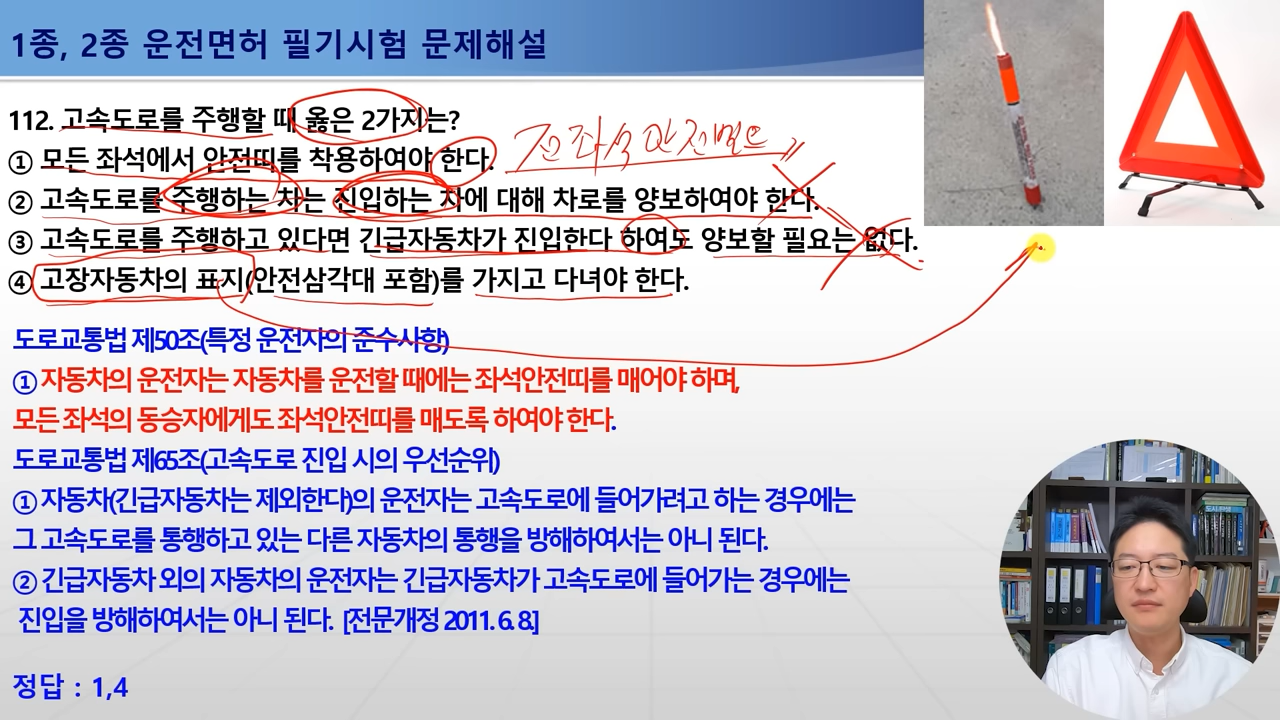 1종, 2종 운전면허 필기시험 문제해설
112. 고속도로를 주행할 때 옳은 2가지는?
① 모든 좌석에서 안전띠를 착용하여야 한다.
전좌석 안전벨트
② 고속도로를 주행하는 차는 진입하는 차에 대해 차로를 양보하여야 한다.
③ 고속도로를 주행하고 있다면 긴급자동차가 진입한다 하여도 양보할 필요는 없다.
④ 고장자동차의 표지(안전삼각대 포함)를 가지고 다녀야 한다.
도로교통법 제50조(특정 운전자의 준수사항)
① 자동차의 운전자는 자동차를 운전할 때에는 좌석안전띠를 매어야 하며,
모든 좌석의 동승자에게도 좌석안전띠를 매도록 하여야 한다.
도로교통법 제65조(고속도로 진입 시의 우선순위)
① 자동차(긴급자동차는 제외한다)의 운전자는 고속도로에 들어가려고 하는 경우에는
그 고속도로를 통행하고 있는 다른 자동차의 통행을 방해하여서는 아니 된다.
② 긴급자동차 외의 자동차의 운전자는 긴급자동차가 고속도로에 들어가는 경우에는
진입을 방해하여서는 아니 된다. [전문개정 2011. 6. 8.]
정답 : 1,4